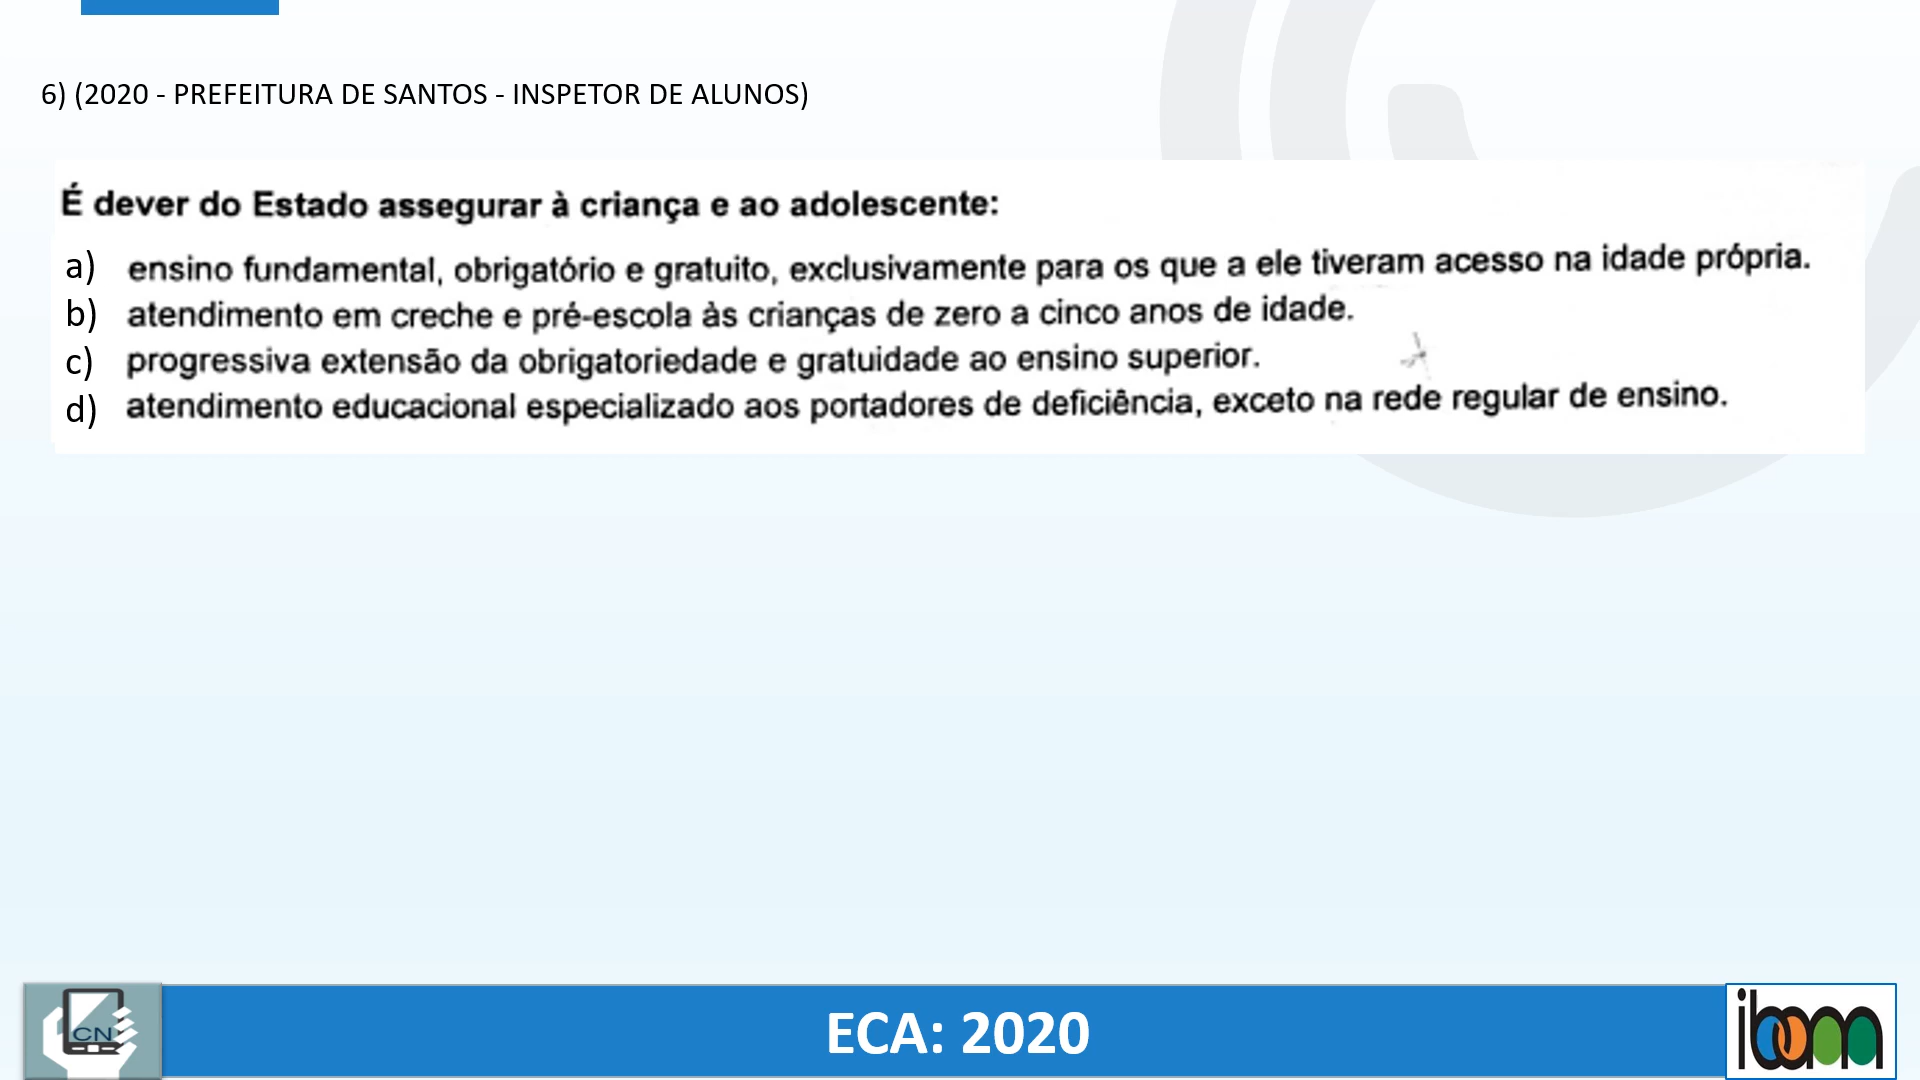 6) (2020 - PREFEITURA DE SANTOS - INSPETOR DE ALUNOS)
É dever do Estado assegurar à criança e ao adolescente:
a) ensino fundamental, obrigatório e gratuito, exclusivamente para os que a ele tiveram acesso na idade própria.
b) atendimento em creche e pré-escola às crianças de zero a cinco anos de idade.
c) progressiva extensão da obrigatoriedade e gratuidade ao ensino superior.
d) atendimento educacional especializado aos portadores de deficiência, exceto na rede regular de ensino.
CN
ECA: 2020
ibam